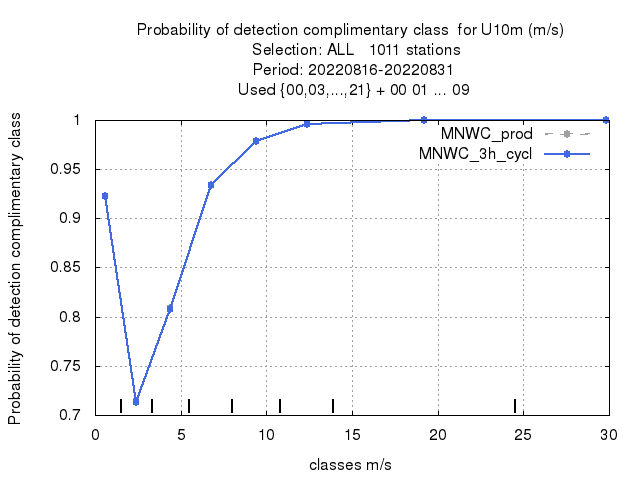 Probability of detection complimentary class  for U10m (m/s)
Selection: ALL   1011 stations
Period: 20220816-20220831
Used {00,03,...,21} + 00 01 ... 09
Probability of detection complimentary class
1
0.95
0.9
0.85
0.8
0.75
0.7
MNWC_prod
MNWC_3h_cycl
0 5 10 15 20 25 30
classes m/s